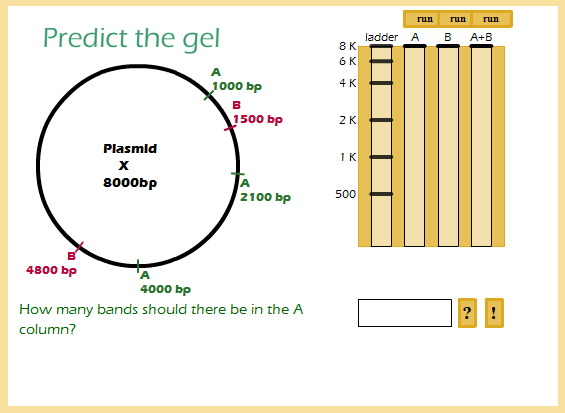 run run run
Predict the gel
ladder A B A+B
8 K
6 K
4 K
2 K
1 K
500
A
1000 bp
B
1500 bp
Plasmid
X
8000bp
A
2100 bp
B
4800 bp
A
4000 bp
How many bands should there be in the A
column?
? !